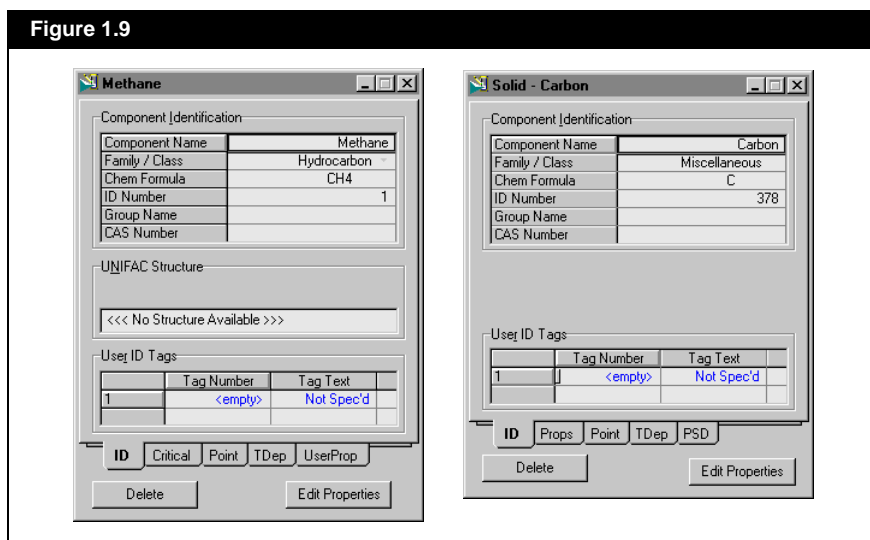 Figure 1.9
Methane
Component Identification
Component Name Methane
Family / Class Hydrocarbon
Chem Formula CH4
ID Number 1
Group Name
CAS Number
UNIFAC Structure
<<< No Structure Available >>>
User ID Tags
Tag Number Tag Text
1 <empty> Not Spec'd
ID Critical Point TDep UserProp
Delete Edit Properties
Solid - Carbon
Component Identification
Component Name Carbon
Family / Class Miscellaneous
Chem Formula C
ID Number 378
Group Name
CAS Number
User ID Tags
Tag Number Tag Text
1 <empty> Not Spec'd
ID Props Point TDep PSD
Delete Edit Properties